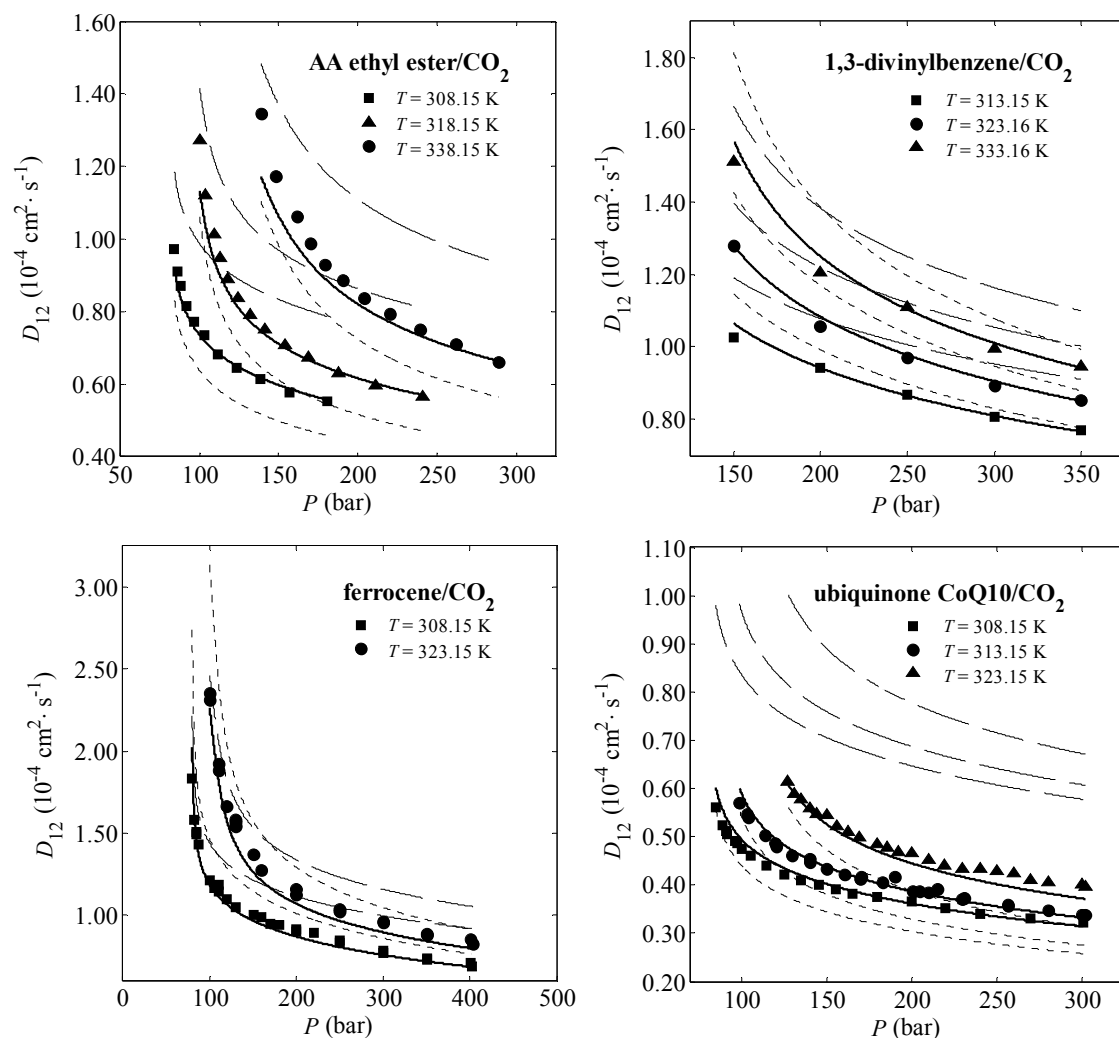 AA ethyl ester/CO2
T = 308.15 K
T = 318.15 K
T = 338.15 K
D12 (10-4 cm2· s-1)
1.60
1.40
1.20
1.00
0.80
0.60
0.40
50 100 150 200 250 300
P (bar)
1,3-divinylbenzene/CO2
T = 313.15 K
T = 323.16 K
T = 333.16 K
D12 (10-4 cm2· s-1)
1.80
1.60
1.40
1.20
1.00
0.80
150 200 250 300 350
P (bar)
ferrocene/CO2
T = 308.15 K
T = 323.15 K
D12 (10-4 cm2· s-1)
3.00
2.50
2.00
1.50
1.00
0 100 200 300 400 500
P (bar)
ubiquinone CoQ10/CO2
T = 308.15 K
T = 313.15 K
T = 323.15 K
D12 (10-4 cm2· s-1)
1.10
1.00
0.90
0.80
0.70
0.60
0.50
0.40
0.30
0.20
100 150 200 250 300
P (bar)